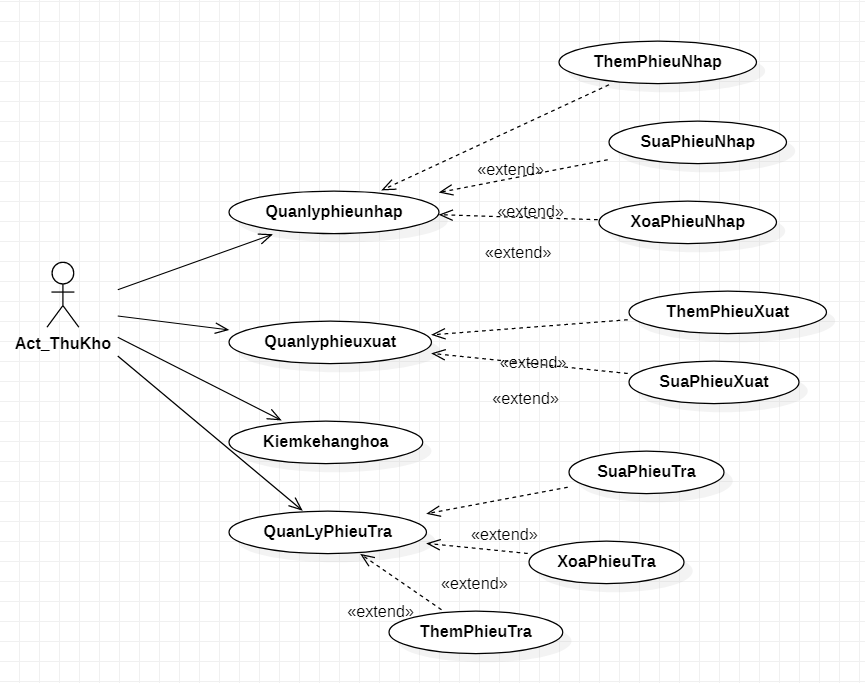 ThemPhieuNhap
SuaPhieuNhap
«extend»
Quanlyphieunhap
«extend»
XoaPhieuNhap
«extend»
ThemPhieuXuat
Act_ThuKho
Quanlyphieuxuat
«extend»
SuaPhieuXuat
«extend»
Kiemkehanghoa
SuaPhieuTra
QuanLyPhieuTra
«extend»
XoaPhieuTra
«extend»
«extend»
ThemPhieuTra